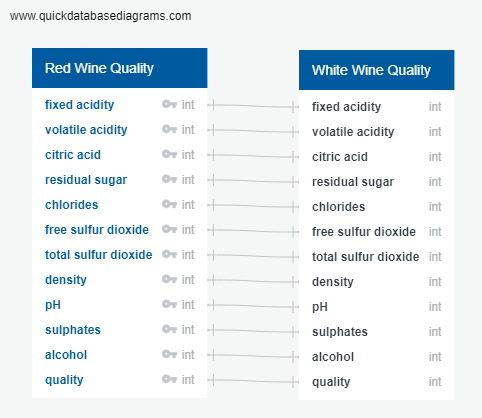 www.quickdatabasediagrams.com
Red Wine Quality
fixed acidity int
volatile acidity int
citric acid int
residual sugar int
chlorides int
free sulfur dioxide int
total sulfur dioxide int
density int
pH int
sulphates int
alcohol int
quality int
White Wine Quality
fixed acidity int
volatile acidity int
citric acid int
residual sugar int
chlorides int
free sulfur dioxide int
total sulfur dioxide int
density int
pH int
sulphates int
alcohol int
quality int